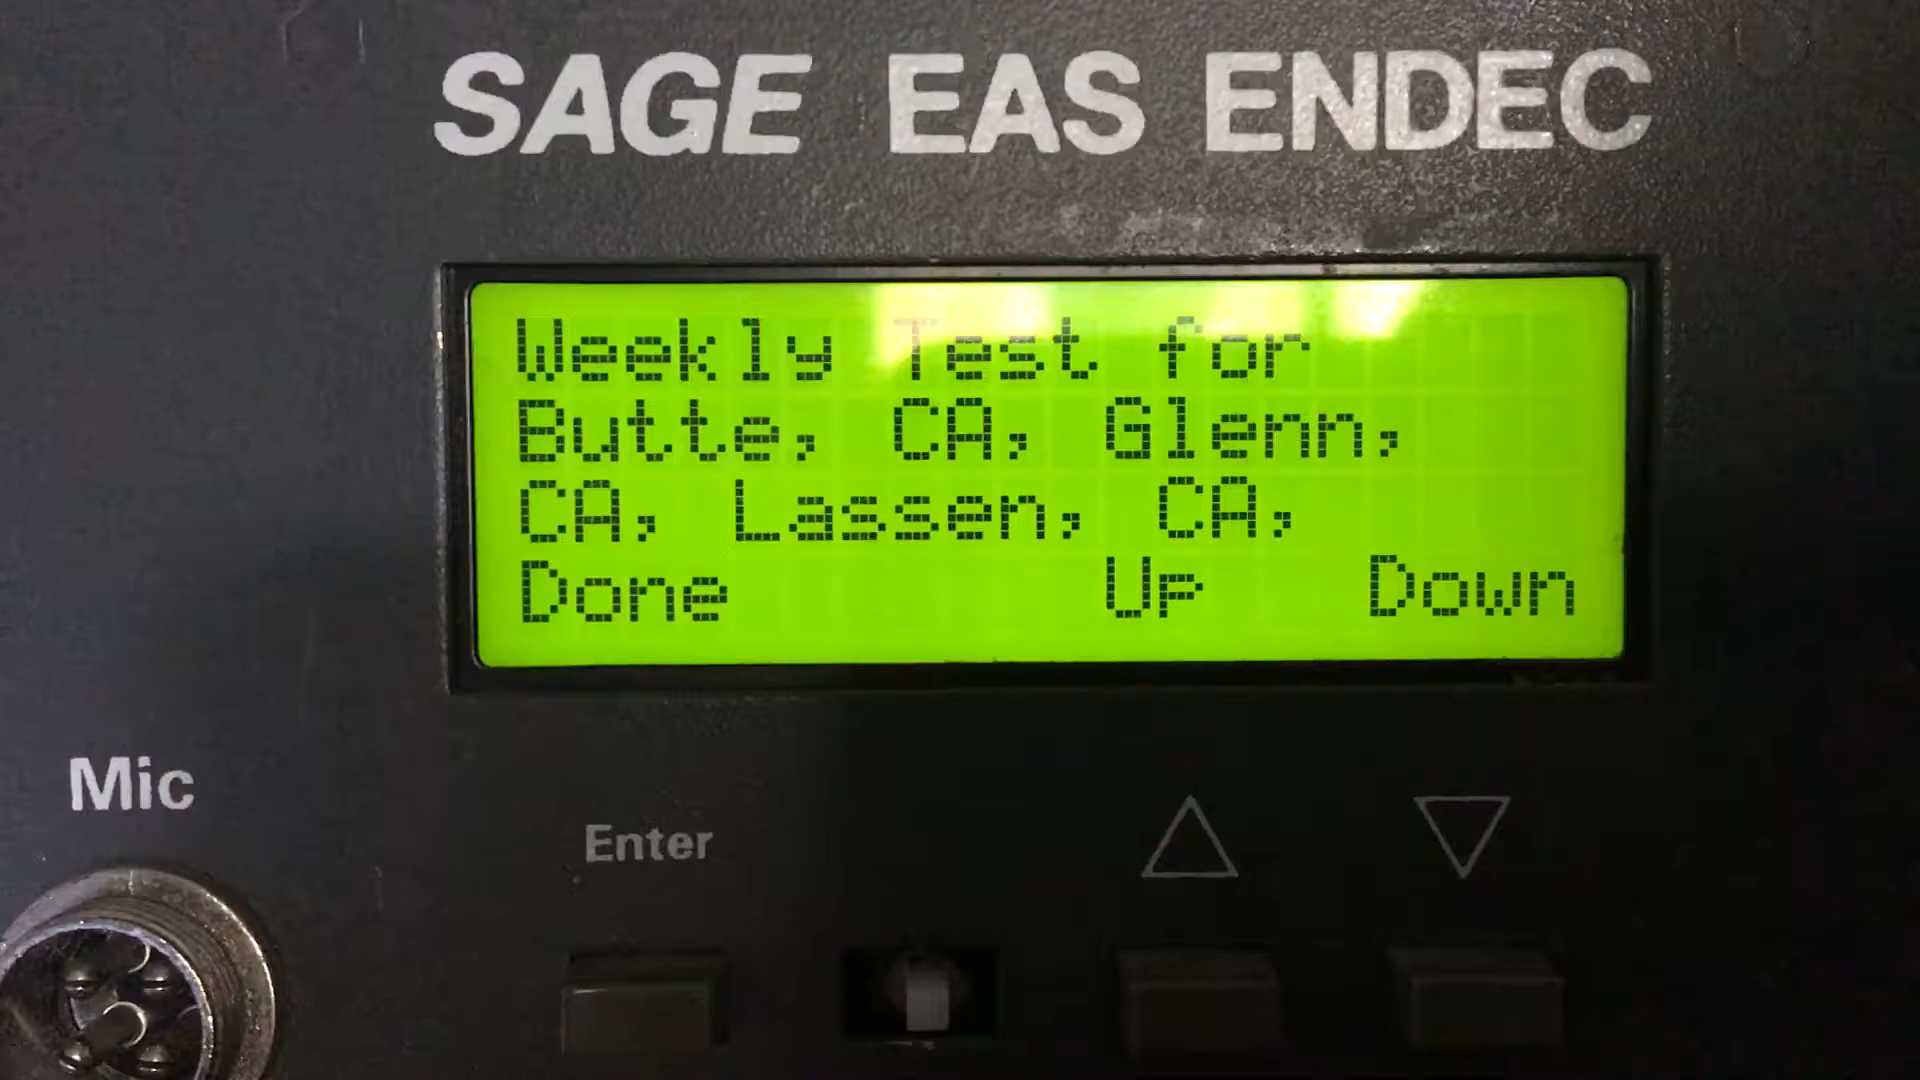 SAGE EAS ENDEC
Weekly Test for
Butte, CA, Glenn,
CA, Lassen, CA,
Done Up Down
Mic
Enter